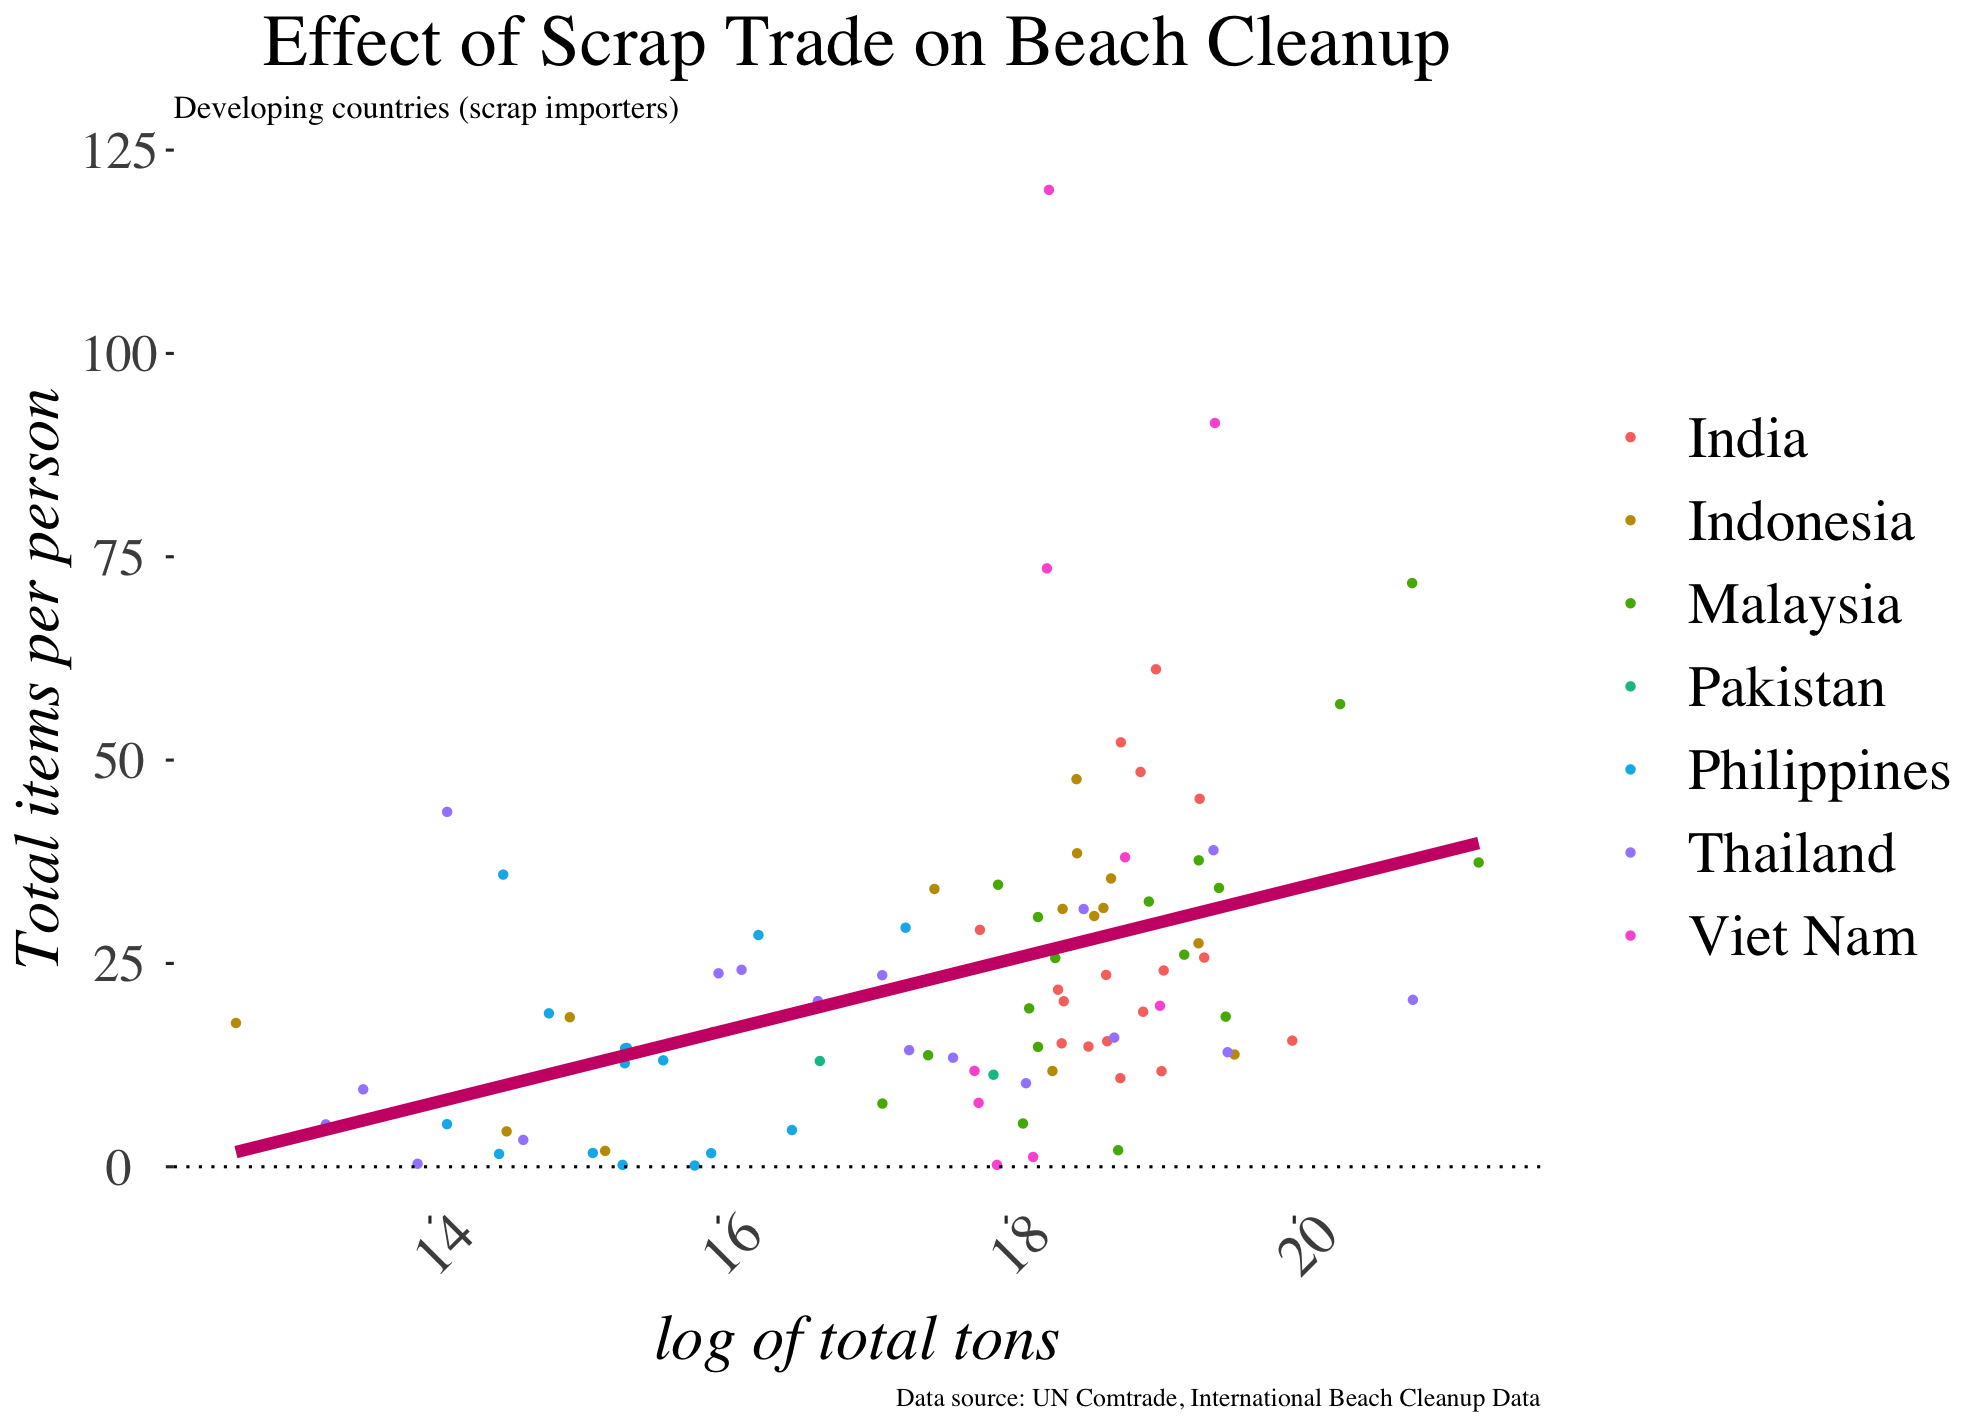 Effect of Scrap Trade on Beach Cleanup
Developing countries (scrap importers)
125
100
75
50
25
0
Total items per person
14
16
18
20
log of total tons
India
Indonesia
Malaysia
Pakistan
Philippines
Thailand
Viet Nam
Data source: UN Comtrade, International Beach Cleanup Data